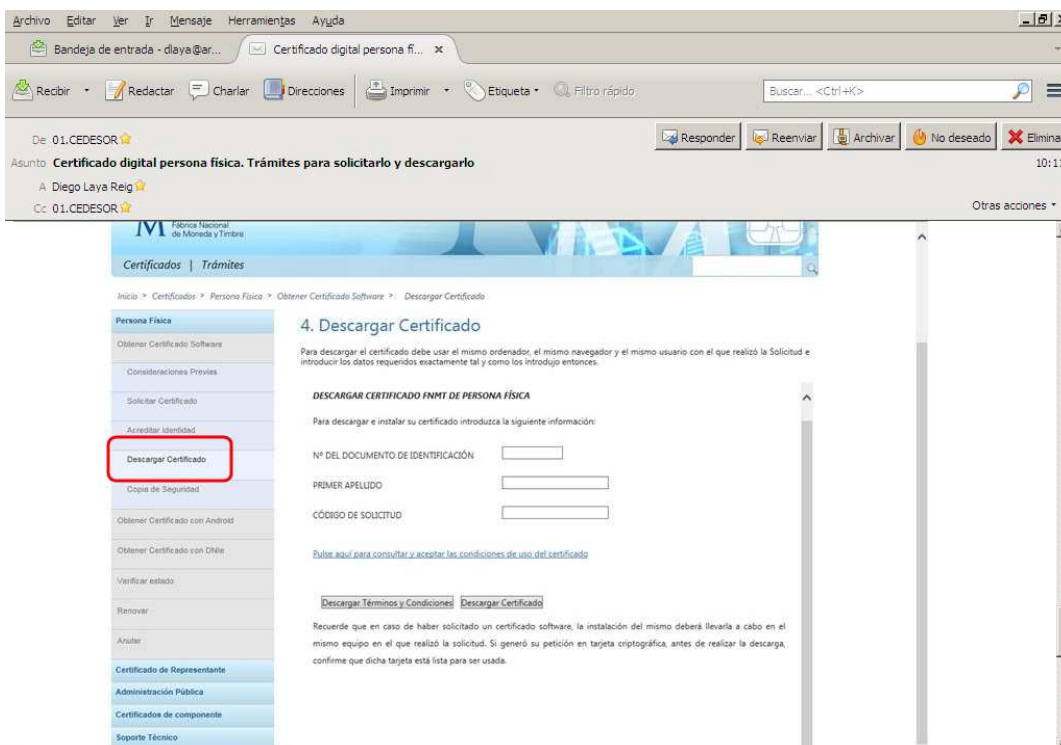 Archivo Editar Ver Ir Mensaje Herramientas Ayuda
Bandeja de entrada - dlaya@ar... Certificado digital persona fí... x
Recibir Redactar Charlar Direcciones Imprimir Etiqueta Filtro rápido Buscar... <Ctrl+K>
De 01.CEDESOR Responder Reenviar Archivar No deseado Elimina
Asunto Certificado digital persona física. Trámites para solicitarlo y descargarlo 10:11
A Diego Laya Reig
Cc 01.CEDESOR Otras acciones
Fábrica Nacional
de Moneda y Timbre
Certificados | Trámites
Inicio > Certificados > Persona Física > Obtener Certificado Software > Descargar Certificado
Persona Física
Obtener Certificado Software
Consideraciones Previas
Solicitar Certificado
Acreditar Identidad
Descargar Certificado
Copia de Seguridad
Obtener Certificado con Android
Obtener Certificado con DNIe
Verificar estado
Renovar
Anular
Certificado de Representante
Administración Pública
Certificados de componente
Soporte Técnico
4. Descargar Certificado
Para descargar el certificado debe usar el mismo ordenador, el mismo navegador y el mismo usuario con el que realizó la Solicitud e
introducir los datos requeridos exactamente tal y como los introdujo entonces.
DESCARGAR CERTIFICADO FNMT DE PERSONA FÍSICA
Para descargar e instalar su certificado introduzca la siguiente información:
Nº DEL DOCUMENTO DE IDENTIFICACIÓN
PRIMER APELLIDO
CÓDIGO DE SOLICITUD
Pulse aquí para consultar y aceptar las condiciones de uso del certificado
Descargar Términos y Condiciones Descargar Certificado
Recuerde que en caso de haber solicitado un certificado software, la instalación del mismo deberá llevarla a cabo en el
mismo equipo en el que realizó la solicitud. Si generó su petición en tarjeta criptográfica, antes de realizar la descarga,
confirme que dicha tarjeta está lista para ser usada.